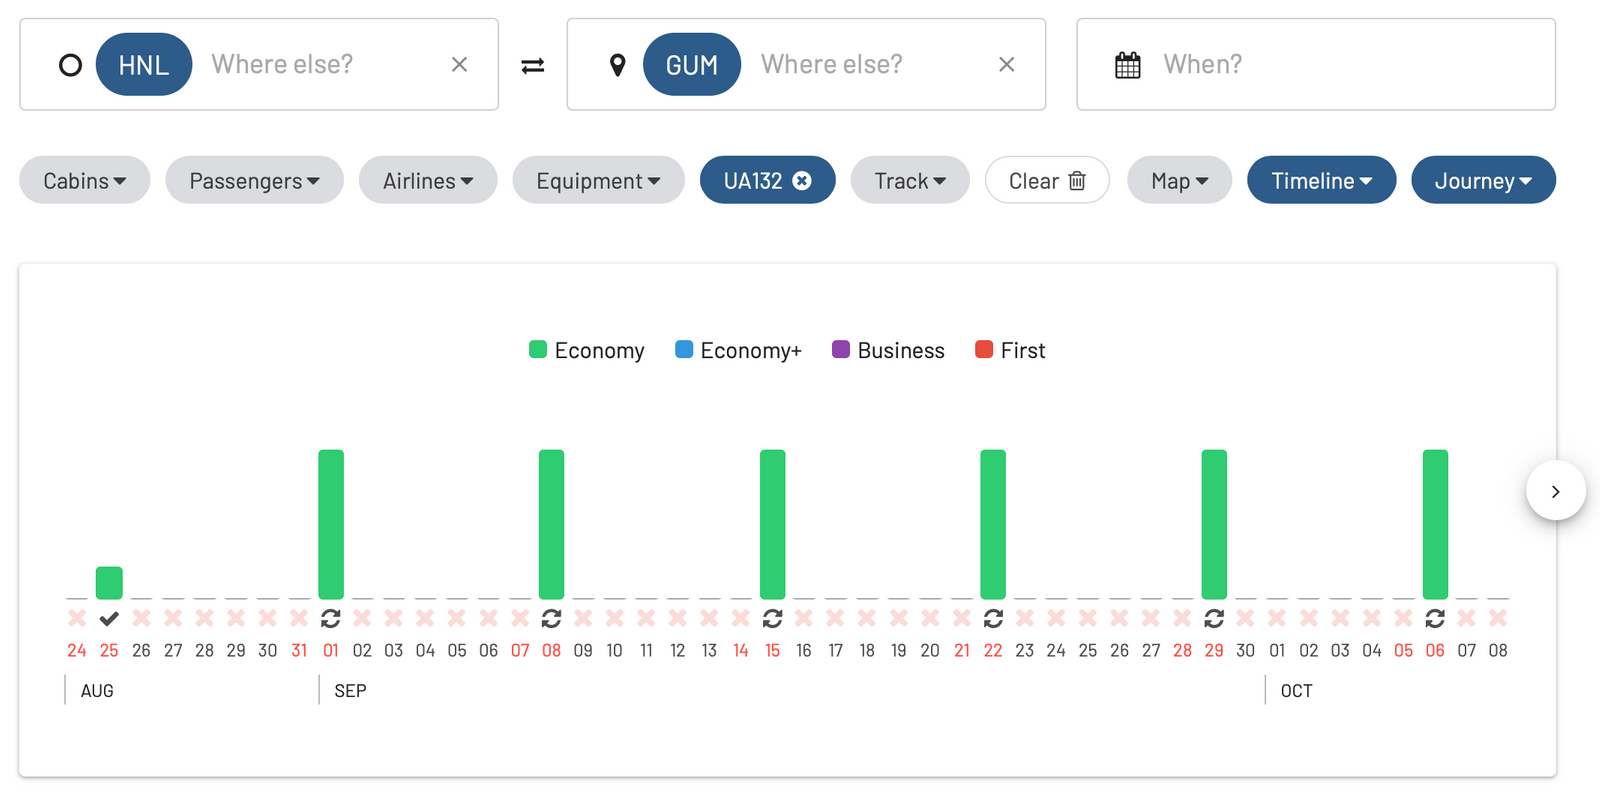 HNL Where else? GUM Where else? When?
Cabins Passengers Airlines Equipment UA132 Track Clear Map Timeline Journey
Economy Economy+ Business First
24 25 26 27 28 29 30 31 01 02 03 04 05 06 07 08 09 10 11 12 13 14 15 16 17 18 19 20 21 22 23 24 25 26 27 28 29 30 01 02 03 04 05 06 07 08
AUG SEP OCT